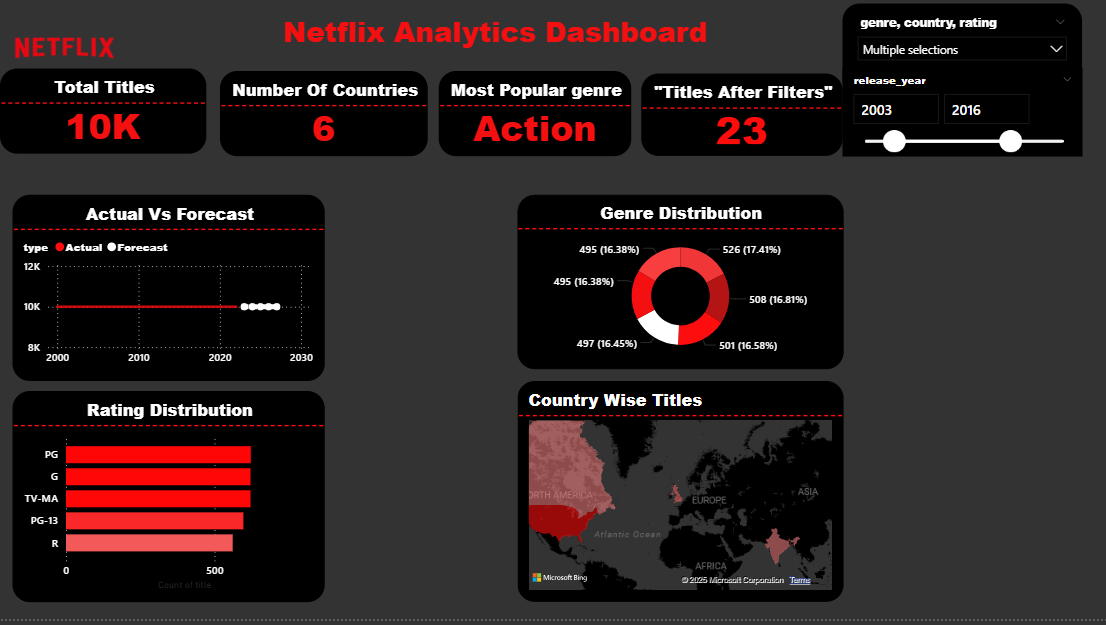 Netflix Analytics Dashboard
NETFLIX
genre, country, rating
Multiple selections
release_year
2003
2016
Total Titles
10K
Number Of Countries
6
Most Popular genre
Action
"Titles After Filters"
23
Actual Vs Forecast
type Actual Forecast
12K
10K
8K
2000 2010 2020 2030
Genre Distribution
495 (16.38%)
526 (17.41%)
495 (16.38%)
508 (16.81%)
497 (16.45%)
501 (16.58%)
Rating Distribution
PG
G
TV-MA
PG-13
R
0 500
Count of title
Country Wise Titles
ORTH AMERICA
EUROPE
ASIA
Atlantic Ocean
AFRICA
Microsoft Bing
© 2025 Microsoft Corporation Terms